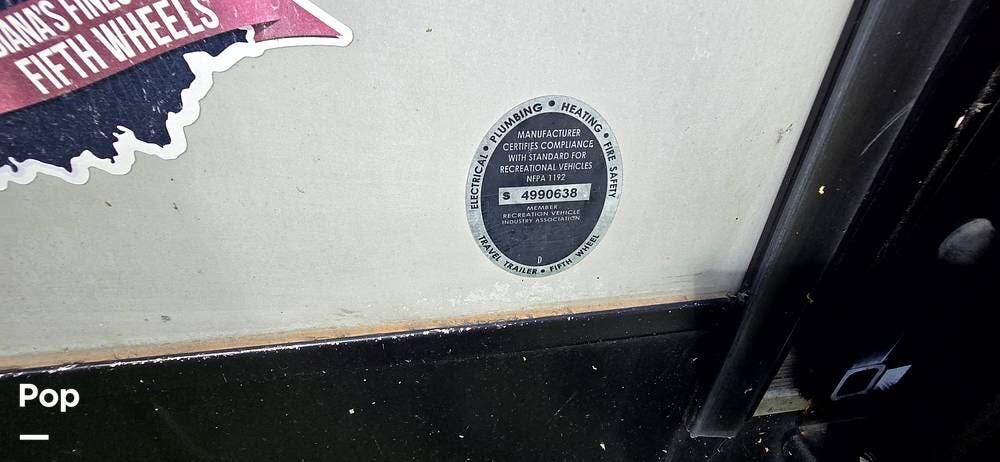 FIFTH WHEELS
ELECTRICAL • PLUMBING • HEATING • FIRE SAFETY
MANUFACTURER
CERTIFIES COMPLIANCE
WITH STANDARD FOR
RECREATIONAL VEHICLES
NFPA 1192
S 4990638
MEMBER
RECREATION VEHICLE
INDUSTRY ASSOCIATION
D
TRAVEL TRAILER • FIFTH WHEEL
Pop